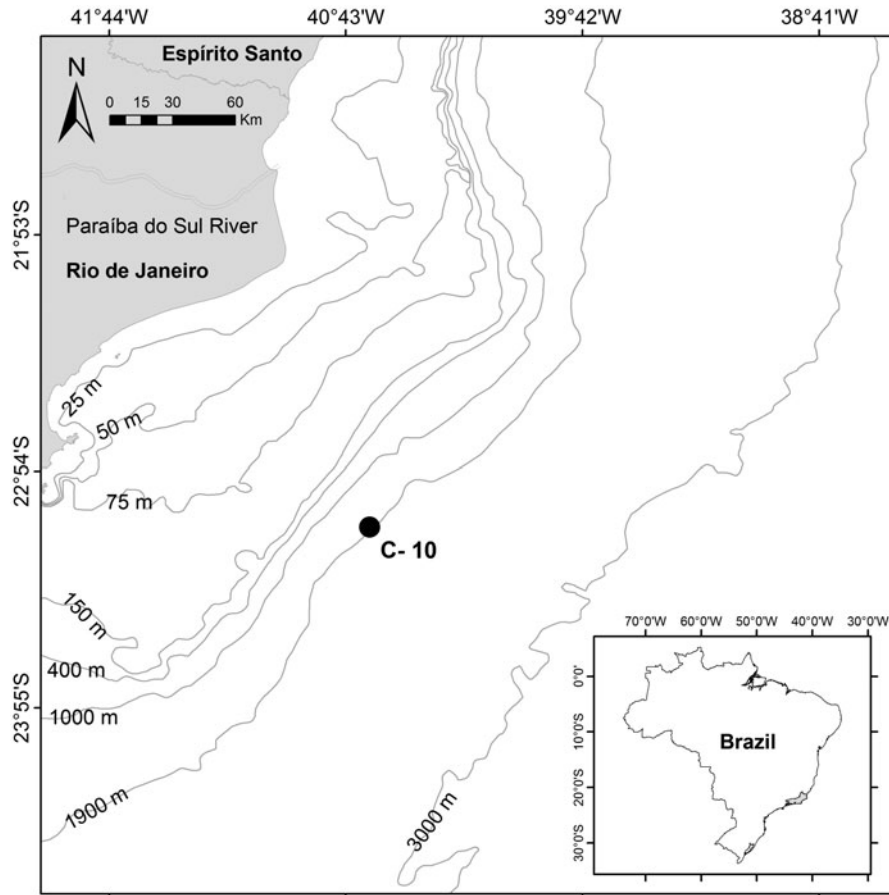 41°44'W 40°43'W 39°42'W 38°41'W
Espírito Santo
N
0 15 30 60
Km
21°53'S
Paraíba do Sul River
Rio de Janeiro
25 m
50 m
22°54'S
75 m
C- 10
150 m
400 m
23°55'S
1000 m
1900 m
3000 m
70°0'W 60°0'W 50°0'W 40°0'W 30°0'W
0°0'
10°0'S
Brazil
20°0'S
30°0'S